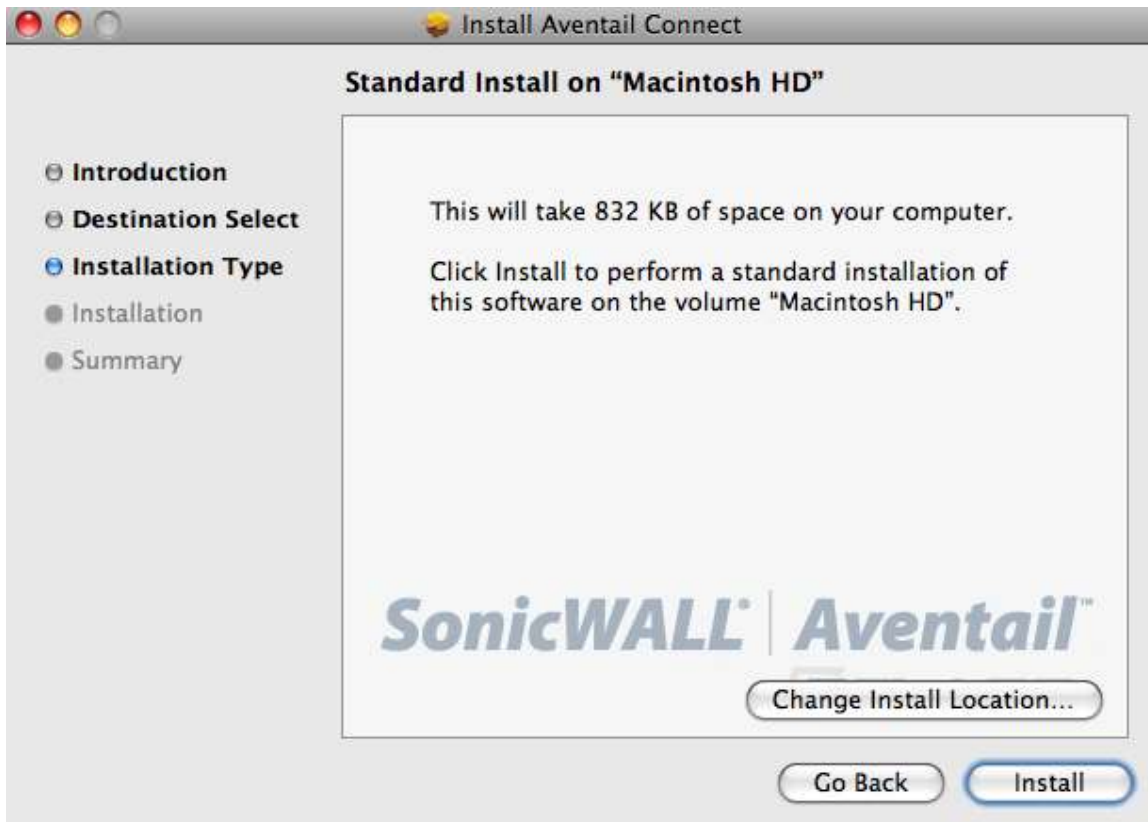 Install Aventail Connect
Standard Install on “Macintosh HD”
Introduction
Destination Select
Installation Type
Installation
Summary
This will take 832 KB of space on your computer.
Click Install to perform a standard installation of
this software on the volume “Macintosh HD”.
SonicWALL® | Aventail™
Change Install Location...
Go Back
Install